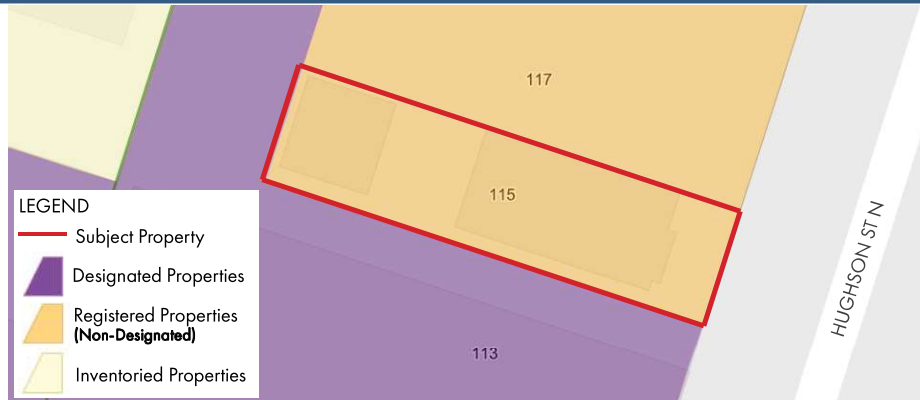 117
115
113
HUGHSON ST N
LEGEND
Subject Property
Designated Properties
Registered Properties
(Non-Designated)
Inventoried Properties